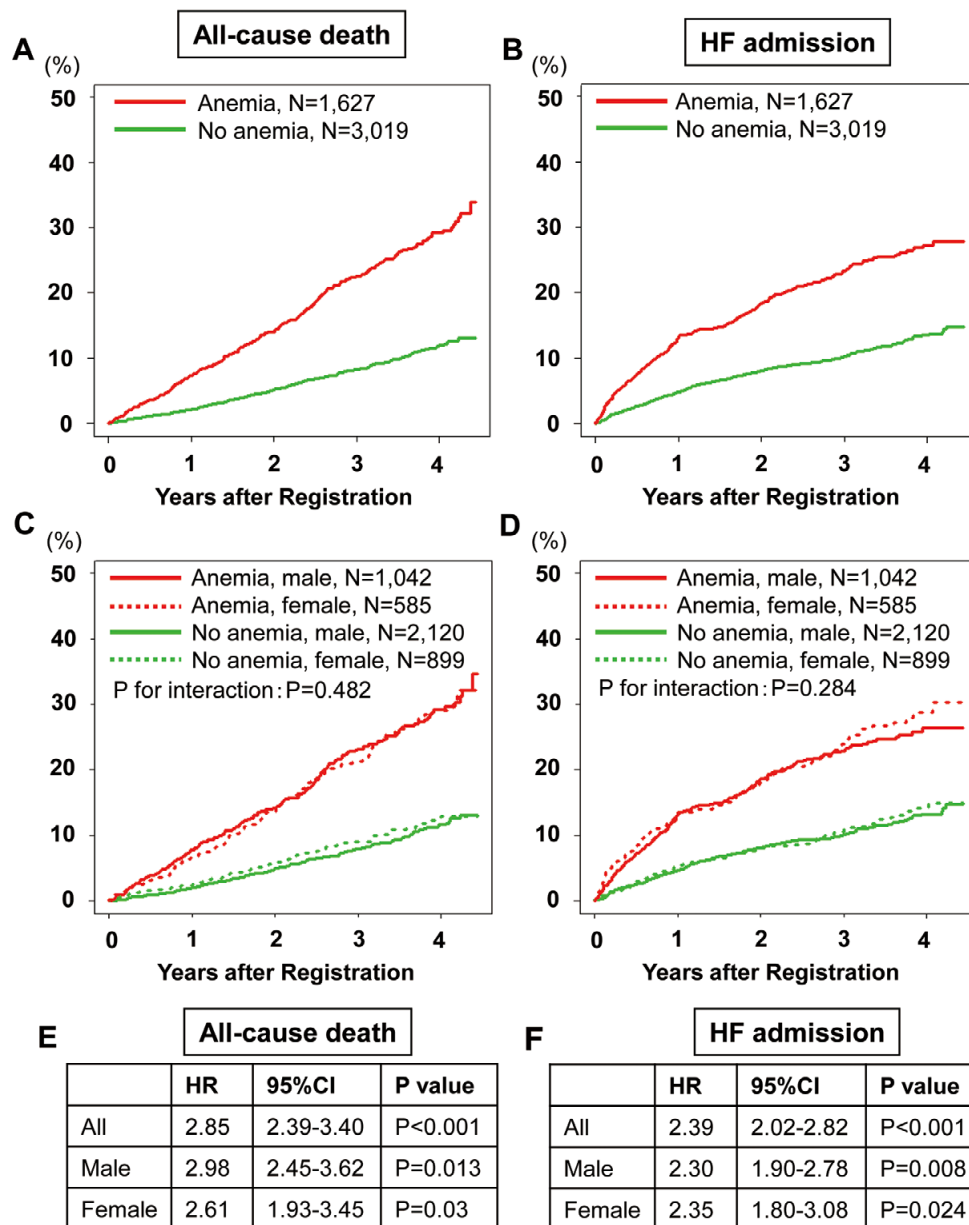 A
All-cause death
(%)
50
40
30
20
10
0
Anemia, N=1,627
No anemia, N=3,019
0 1 2 3 4
Years after Registration
B
HF admission
(%)
50
40
30
20
10
0
Anemia, N=1,627
No anemia, N=3,019
0 1 2 3 4
Years after Registration
C
(%)
50
40
30
20
10
0
Anemia, male, N=1,042
Anemia, female, N=585
No anemia, male, N=2,120
No anemia, female, N=899
P for interaction : P=0.482
0 1 2 3 4
Years after Registration
D
(%)
50
40
30
20
10
0
Anemia, male, N=1,042
Anemia, female, N=585
No anemia, male, N=2,120
No anemia, female, N=899
P for interaction : P=0.284
0 1 2 3 4
Years after Registration
E
All-cause death
HR 95%CI P value
All 2.85 2.39-3.40 P<0.001
Male 2.98 2.45-3.62 P=0.013
Female 2.61 1.93-3.45 P=0.03
F
HF admission
HR 95%CI P value
All 2.39 2.02-2.82 P<0.001
Male 2.30 1.90-2.78 P=0.008
Female 2.35 1.80-3.08 P=0.024